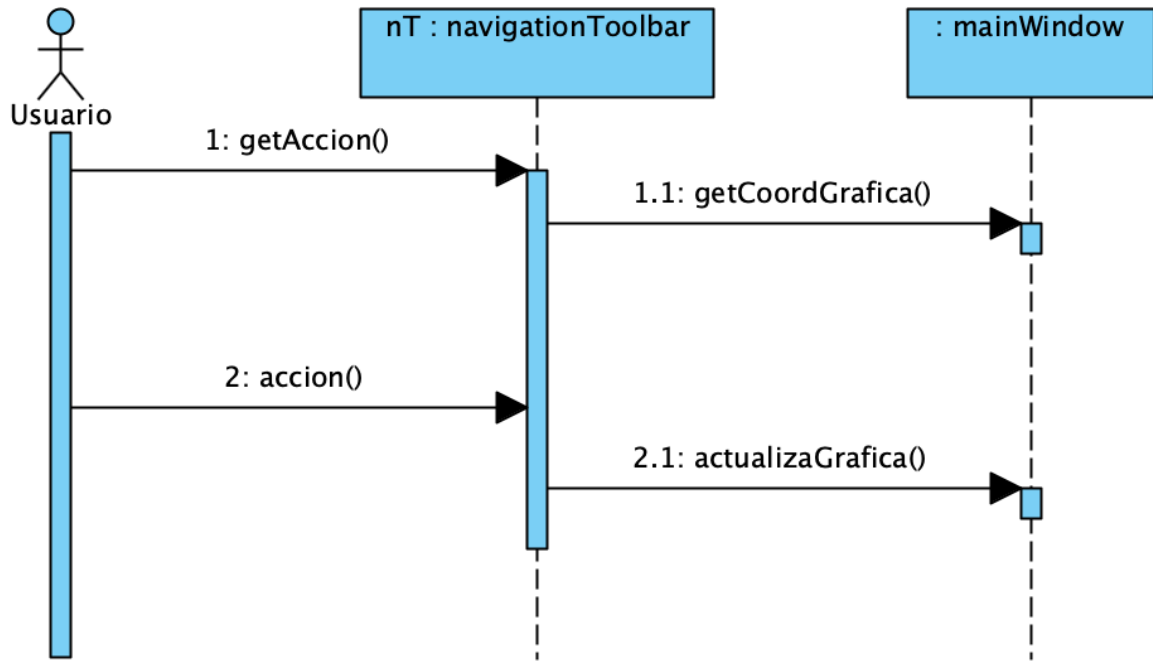 nT : navigationToolbar
: mainWindow
Usuario
1: getAccion()
1.1: getCoordGrafica()
2: accion()
2.1: actualizaGrafica()